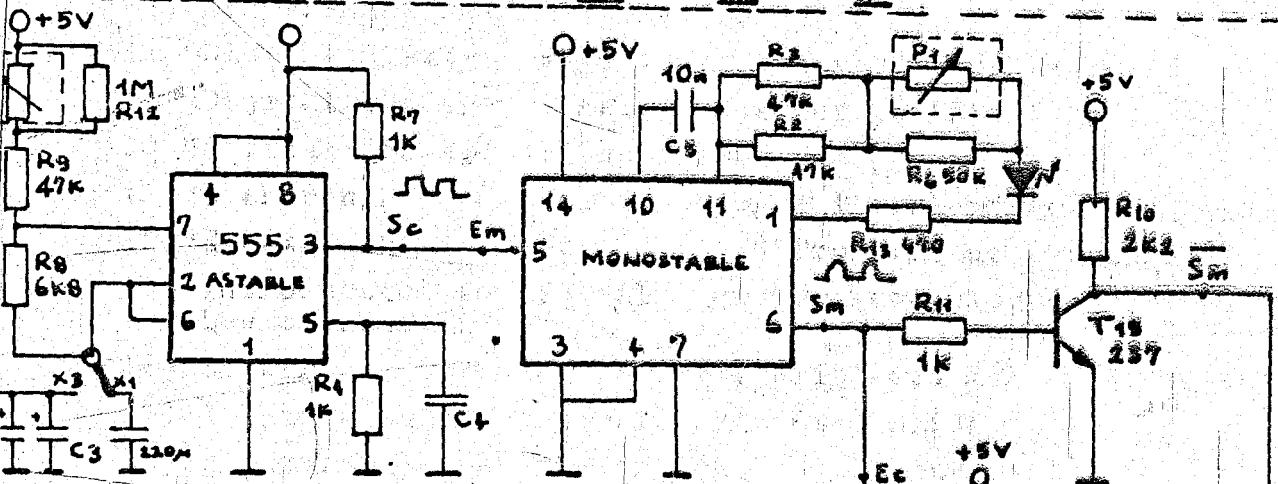 +5V
1M
R12
R9
47K
R8
6K8
X3
X1
C3
220µ
4
8
7
555
3
ASTABLE
2
6
5
1
R7
1K
Sc
Em
R4
1K
C4
+5V
10n
C5
R3
47K
R2
47K
P1
R6 50K
14
10
11
1
5
MONOSTABLE
6
3
4
7
R13 470
Sm
R11
1K
Ec
+5V
+5V
R10
2K2
Sm
T15
237